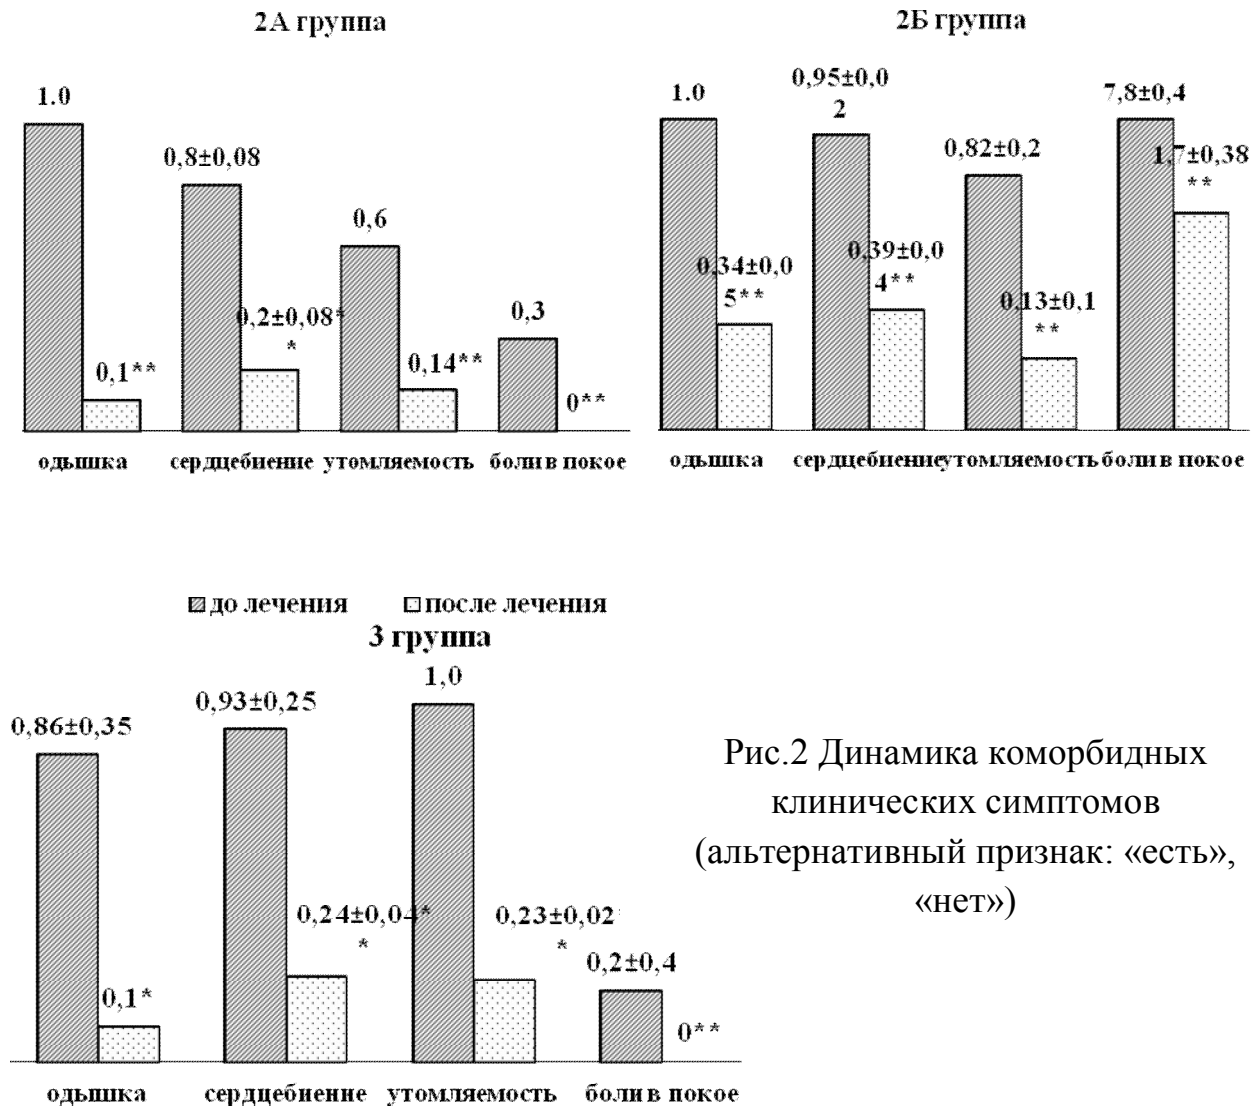 2А группа
1.0
0,8±0,08
0,6
0,3
0,1**
0,2±0,08*
*
0,14**
0**
одышка сердцебиение утомляемость боли в покое
2Б группа
1.0
0,95±0,0
2
0,82±0,2
7,8±0,4
0,34±0,0
5**
0,39±0,0
4**
0,13±0,1
**
1,7±0,38
**
одышка сердцебиение утомляемость боли в покое
до лечения после лечения
3 группа
0,86±0,35
0,93±0,25
1,0
0,2±0,4
0,1*
0,24±0,04*
*
0,23±0,02*
*
0**
одышка сердцебиение утомляемость боли в покое
Рис.2 Динамика коморбидных
клинических симптомов
(альтернативный признак: «есть»,
«нет»)